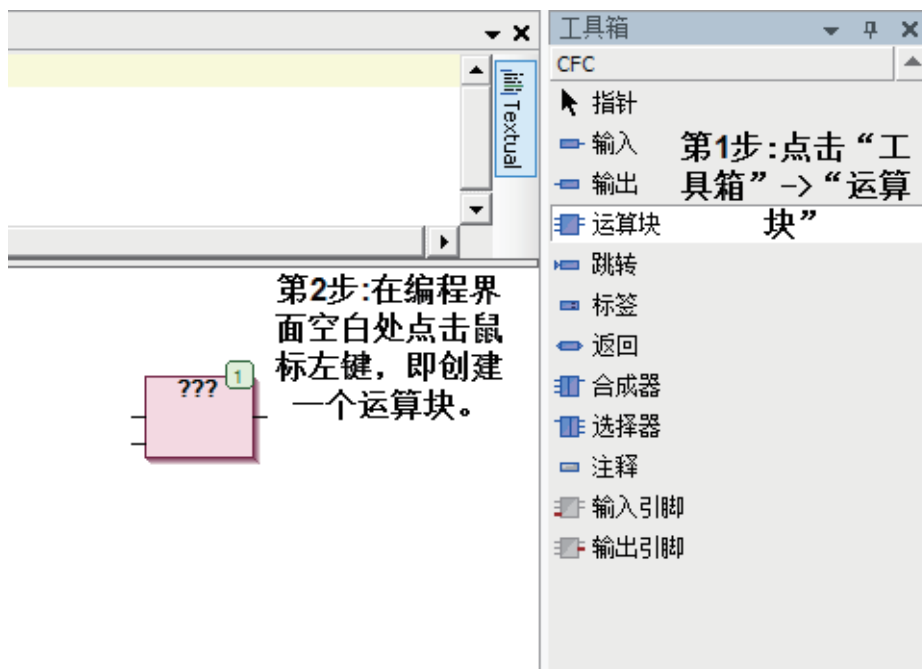 工具箱
CFC
指针
输入
输出
运算块
跳转
标签
返回
合成器
选择器
注释
输入引脚
输出引脚
第1步:点击“工
具箱”->“运算
块”
Textual
第2步:在编程界
面空白处点击鼠
标左键，即创建
一个运算块。
???
1